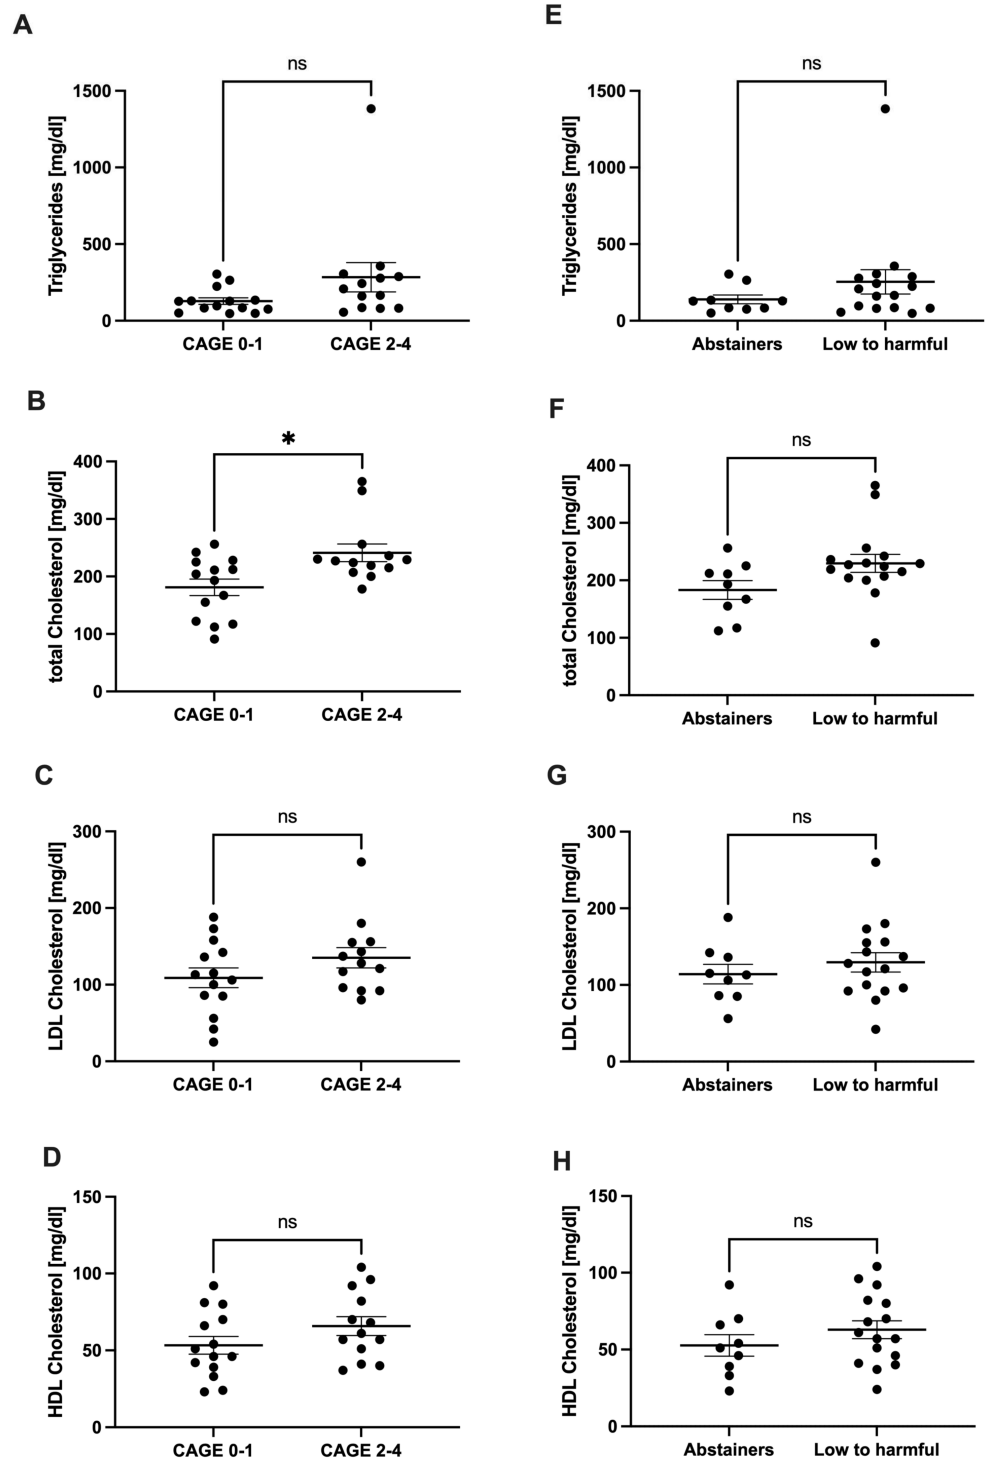 A
ns
Triglycerides [mg/dl]
1500
1000
500
0
CAGE 0-1
CAGE 2-4
E
ns
Triglycerides [mg/dl]
1500
1000
500
0
Abstainers
Low to harmful
B
*
total Cholesterol [mg/dl]
400
300
200
100
0
CAGE 0-1
CAGE 2-4
F
ns
total Cholesterol [mg/dl]
400
300
200
100
0
Abstainers
Low to harmful
C
ns
LDL Cholesterol [mg/dl]
300
200
100
0
CAGE 0-1
CAGE 2-4
G
ns
LDL Cholesterol [mg/dl]
300
200
100
0
Abstainers
Low to harmful
D
ns
HDL Cholesterol [mg/dl]
150
100
50
0
CAGE 0-1
CAGE 2-4
H
ns
HDL Cholesterol [mg/dl]
150
100
50
0
Abstainers
Low to harmful